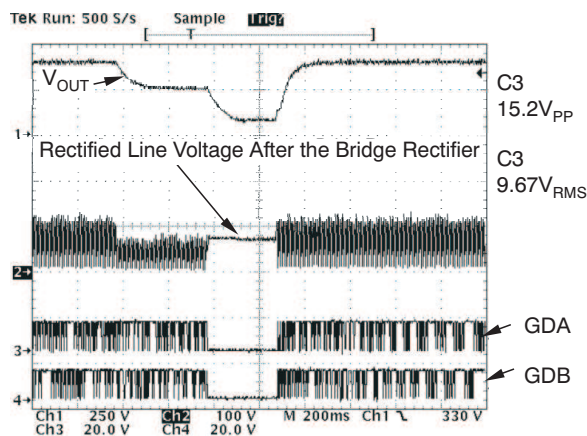 Tek Run: 500 S/s Sample Trig?
VOUT
C3
15.2VPP
1
Rectified Line Voltage After the Bridge Rectifier
C3
9.67VRMS
2
GDA
3
GDB
4
Ch1 250 V Ch2 100 V M 200ms Ch1 330 V
Ch3 20.0 V Ch4 20.0 V